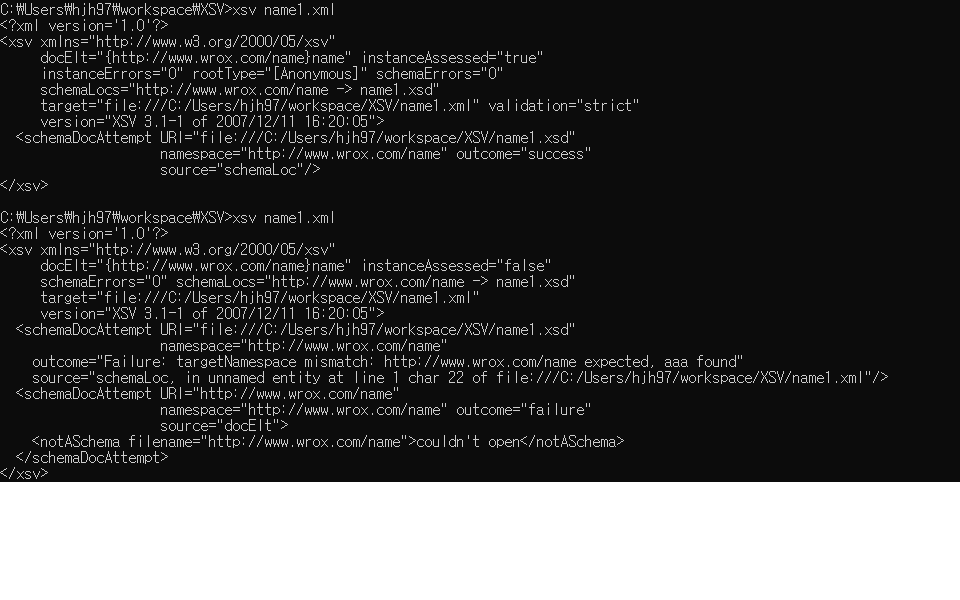 C:₩Users₩hjh97₩workspace₩XSV>xsv name1.xml
<?xml version='1.0'?>
<xsv xmlns="http://www.w3.org/2000/05/xsv"
     docElt="{http://www.wrox.com/name}name" instanceAssessed="true"
     instanceErrors="0" rootType="[Anonymous]" schemaErrors="0"
     schemaLocs="http://www.wrox.com/name -> name1.xsd"
     target="file:///C:/Users/hjh97/workspace/XSV/name1.xml" validation="strict"
     version="XSV 3.1-1 of 2007/12/11 16:20:05">
  <schemaDocAttempt URI="file:///C:/Users/hjh97/workspace/XSV/name1.xsd"
                    namespace="http://www.wrox.com/name" outcome="success"
                    source="schemaLoc"/>
</xsv>

C:₩Users₩hjh97₩workspace₩XSV>xsv name1.xml
<?xml version='1.0'?>
<xsv xmlns="http://www.w3.org/2000/05/xsv"
     docElt="{http://www.wrox.com/name}name" instanceAssessed="false"
     schemaErrors="0" schemaLocs="http://www.wrox.com/name -> name1.xsd"
     target="file:///C:/Users/hjh97/workspace/XSV/name1.xml"
     version="XSV 3.1-1 of 2007/12/11 16:20:05">
  <schemaDocAttempt URI="file:///C:/Users/hjh97/workspace/XSV/name1.xsd"
                    namespace="http://www.wrox.com/name"
    outcome="Failure: targetNamespace mismatch: http://www.wrox.com/name expected, aaa found"
    source="schemaLoc, in unnamed entity at line 1 char 22 of file:///C:/Users/hjh97/workspace/XSV/name1.xml"/>
  <schemaDocAttempt URI="http://www.wrox.com/name"
                    namespace="http://www.wrox.com/name" outcome="failure"
                    source="docElt">
    <notASchema filename="http://www.wrox.com/name">couldn't open</notASchema>
  </schemaDocAttempt>
</xsv>